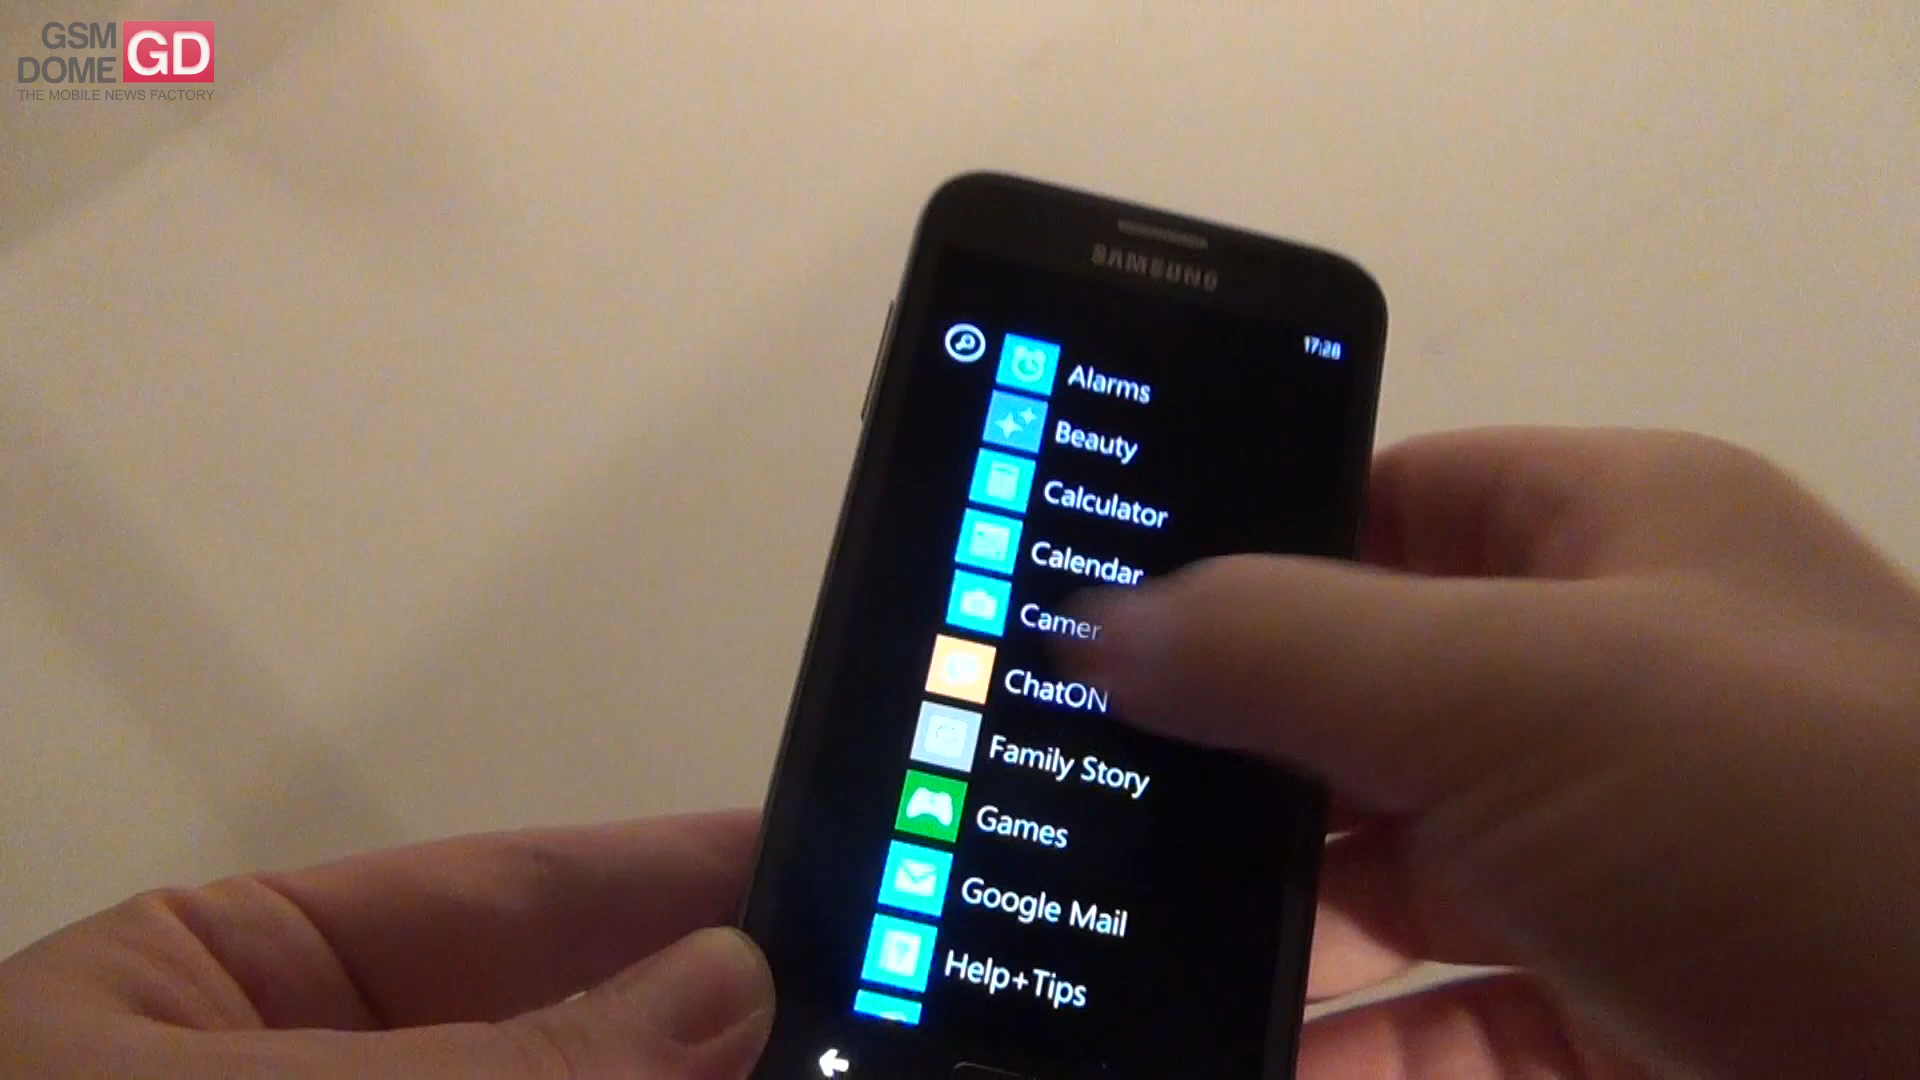 GSM
DOME
GD
THE MOBILE NEWS FACTORY
SAMSUNG
17:28
Alarms
Beauty
Calculator
Calendar
Camer
ChatON
Family Story
Games
Google Mail
Help+Tips